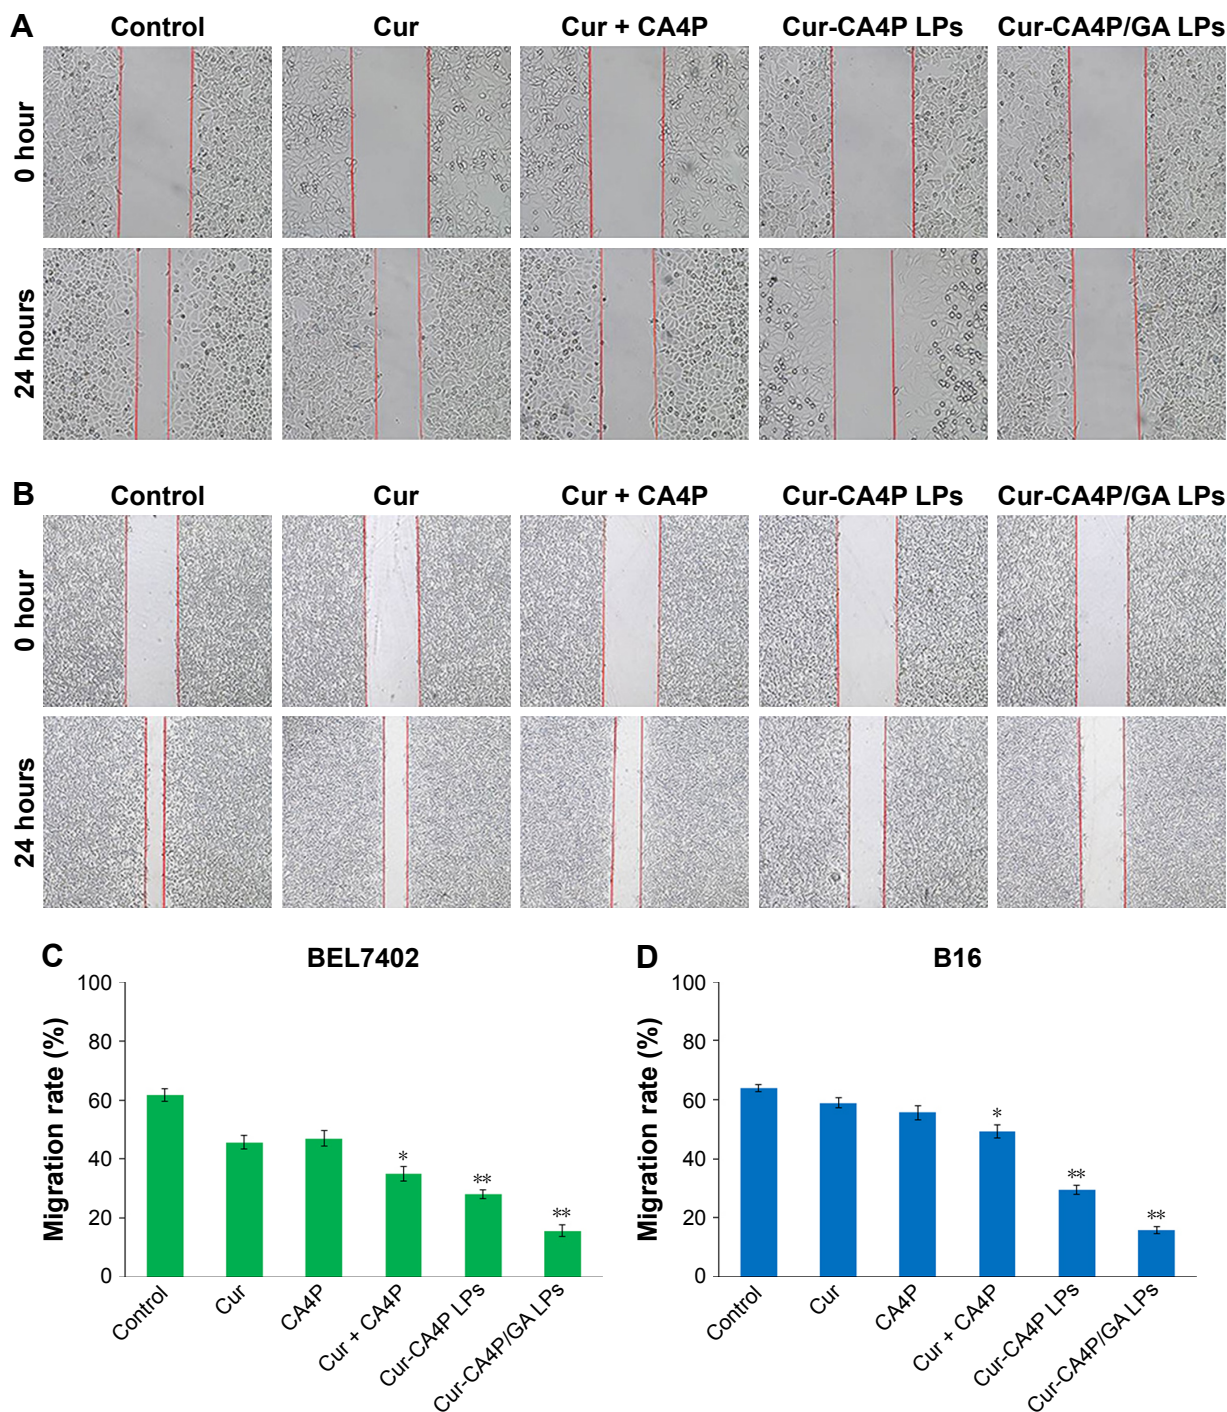 A
Control Cur Cur + CA4P Cur-CA4P LPs Cur-CA4P/GA LPs
0 hour
24 hours
B
Control Cur Cur + CA4P Cur-CA4P LPs Cur-CA4P/GA LPs
0 hour
24 hours
C
BEL7402
Migration rate (%)
100
80
60
40
20
0
*
**
**
Control
Cur
CA4P
Cur + CA4P
Cur-CA4P LPs
Cur-CA4P/GA LPs
D
B16
Migration rate (%)
100
80
60
40
20
0
*
**
**
Control
Cur
CA4P
Cur + CA4P
Cur-CA4P LPs
Cur-CA4P/GA LPs